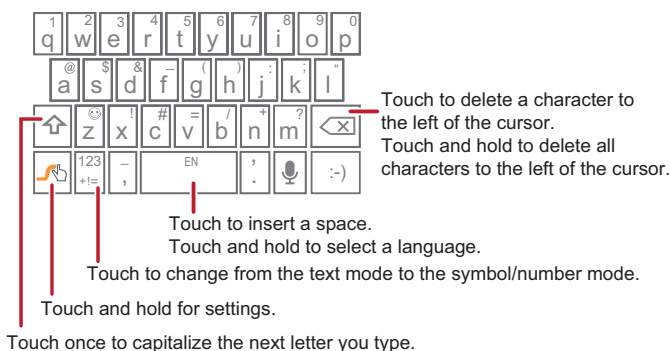 1 2 3 4 5 6 7 8 9 0
q w e r t y u i o p
@ $ & _ ( ) : ; "
a s d f g h j k l
! # = / + ?
z x c v b n m
Touch to delete a character to
the left of the cursor.
Touch and hold to delete all
characters to the left of the cursor.
123 _ EN ,
+!= , . :-)
Touch to insert a space.
Touch and hold to select a language.
Touch to change from the text mode to the symbol/number mode.
Touch and hold for settings.
Touch once to capitalize the next letter you type.